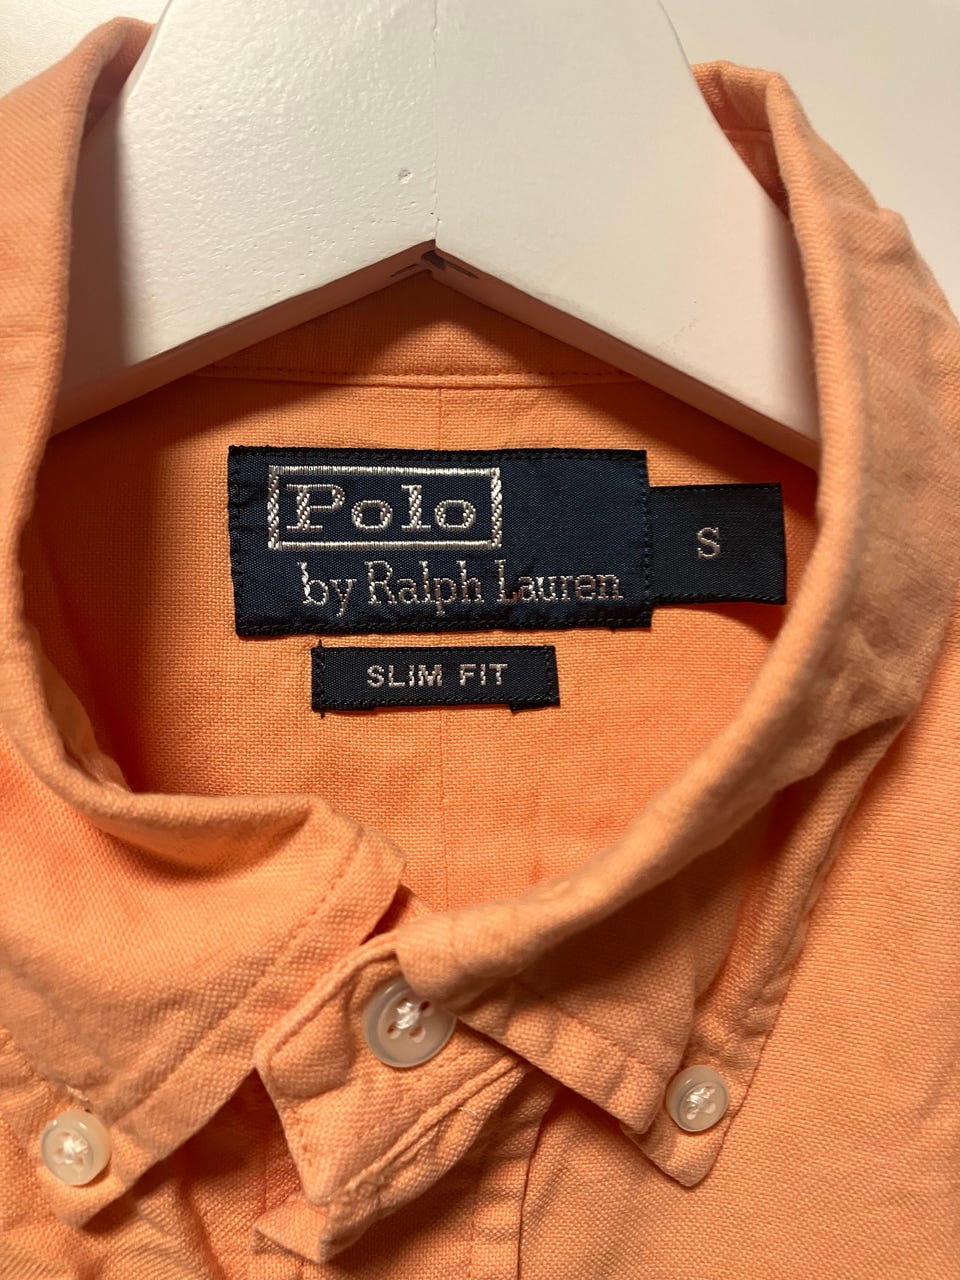 Polo
by Ralph Lauren
S
SLIM FIT